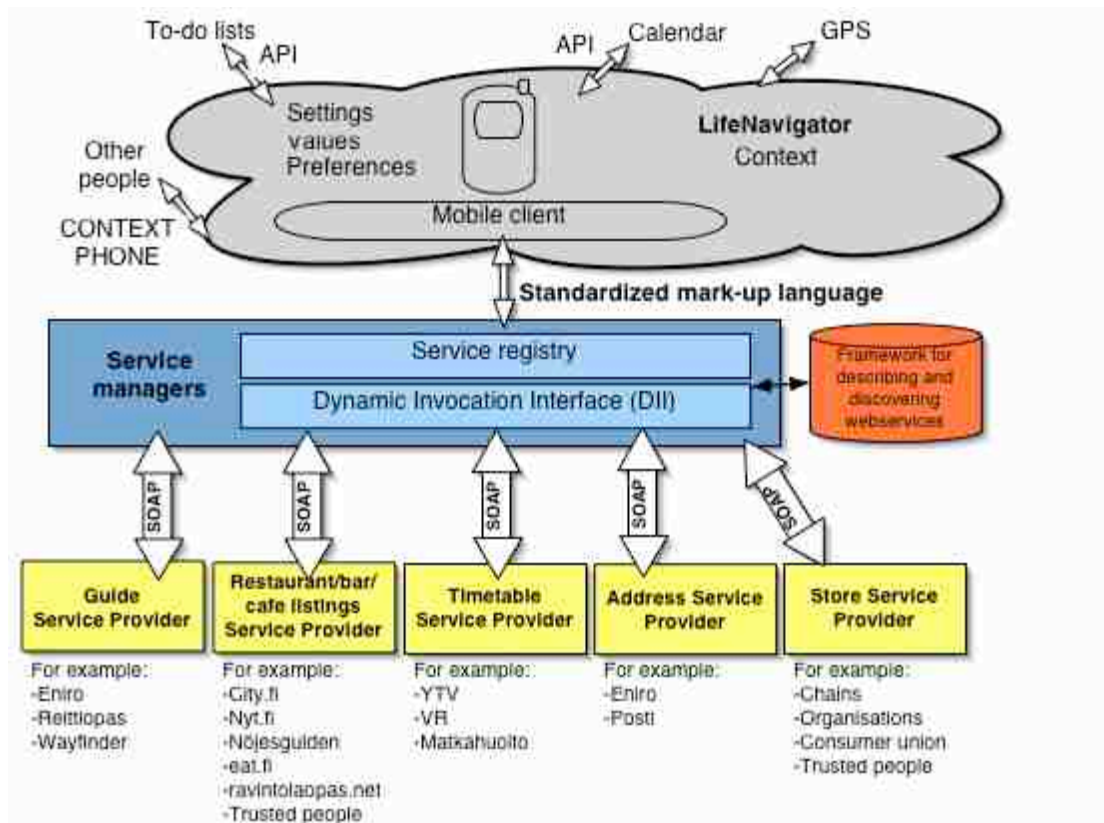 To-do lists
API
API
Calendar
GPS
Settings
values
Preferences
LifeNavigator
Context
Other
people
CONTEXT
PHONE
Mobile client
Standardized mark-up language
Service
managers
Service registry
Dynamic Invocation Interface (DII)
Framework for
describing and
discovering
webservices
SOAP
SOAP
SOAP
SOAP
SOAP
Guide
Service Provider
For example:
-Eniro
-Reittiopas
-Wayfinder
Restaurant/bar/
cafe listings
Service Provider
For example:
-City.fi
-Nyt.fi
-Nöjesguiden
-eat.fi
-ravintolaopas.net
-Trusted people
Timetable
Service Provider
For example:
-YTV
-VR
-Matkahuolto
Address Service
Provider
For example:
-Eniro
-Posti
Store Service
Provider
For example:
-Chains
-Organisations
-Consumer union
-Trusted people